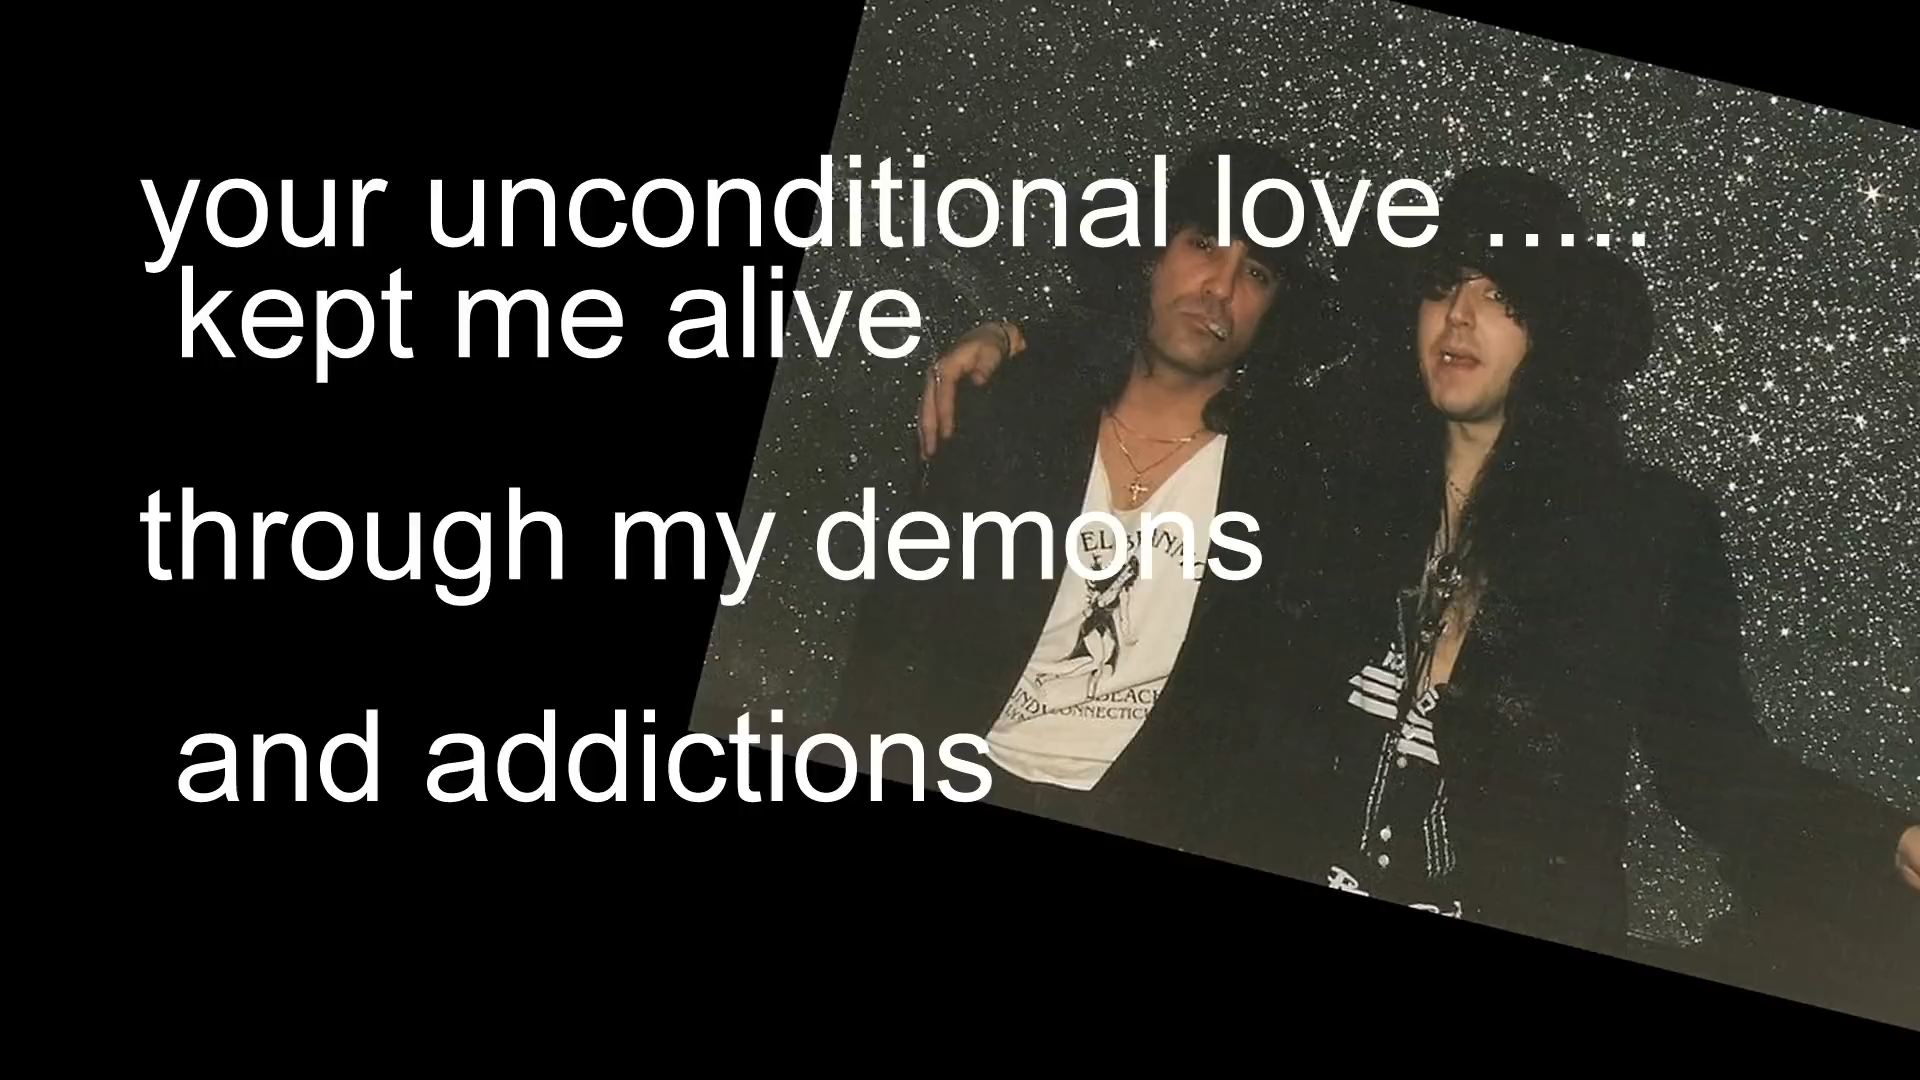 your unconditional love .....
kept me alive
through my demons
and addictions